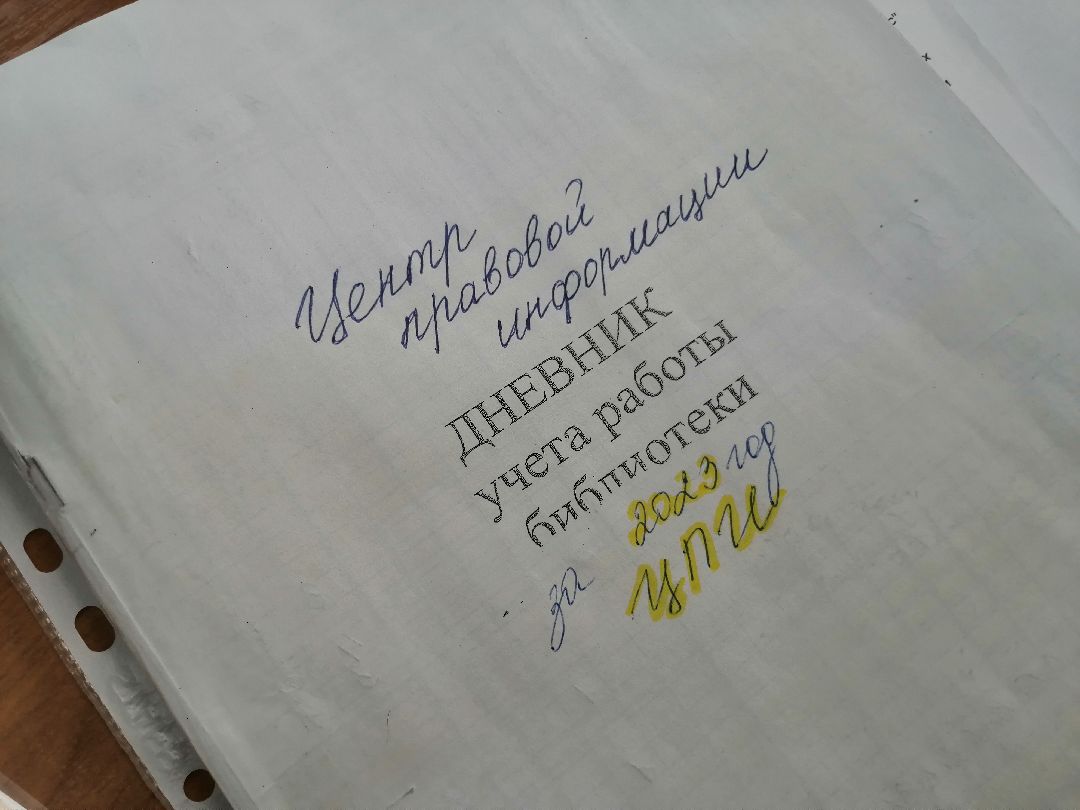 Центр
правовой
информации
ДНЕВНИК
учета работы
библиотеки
за 2023 год
ЦПИ